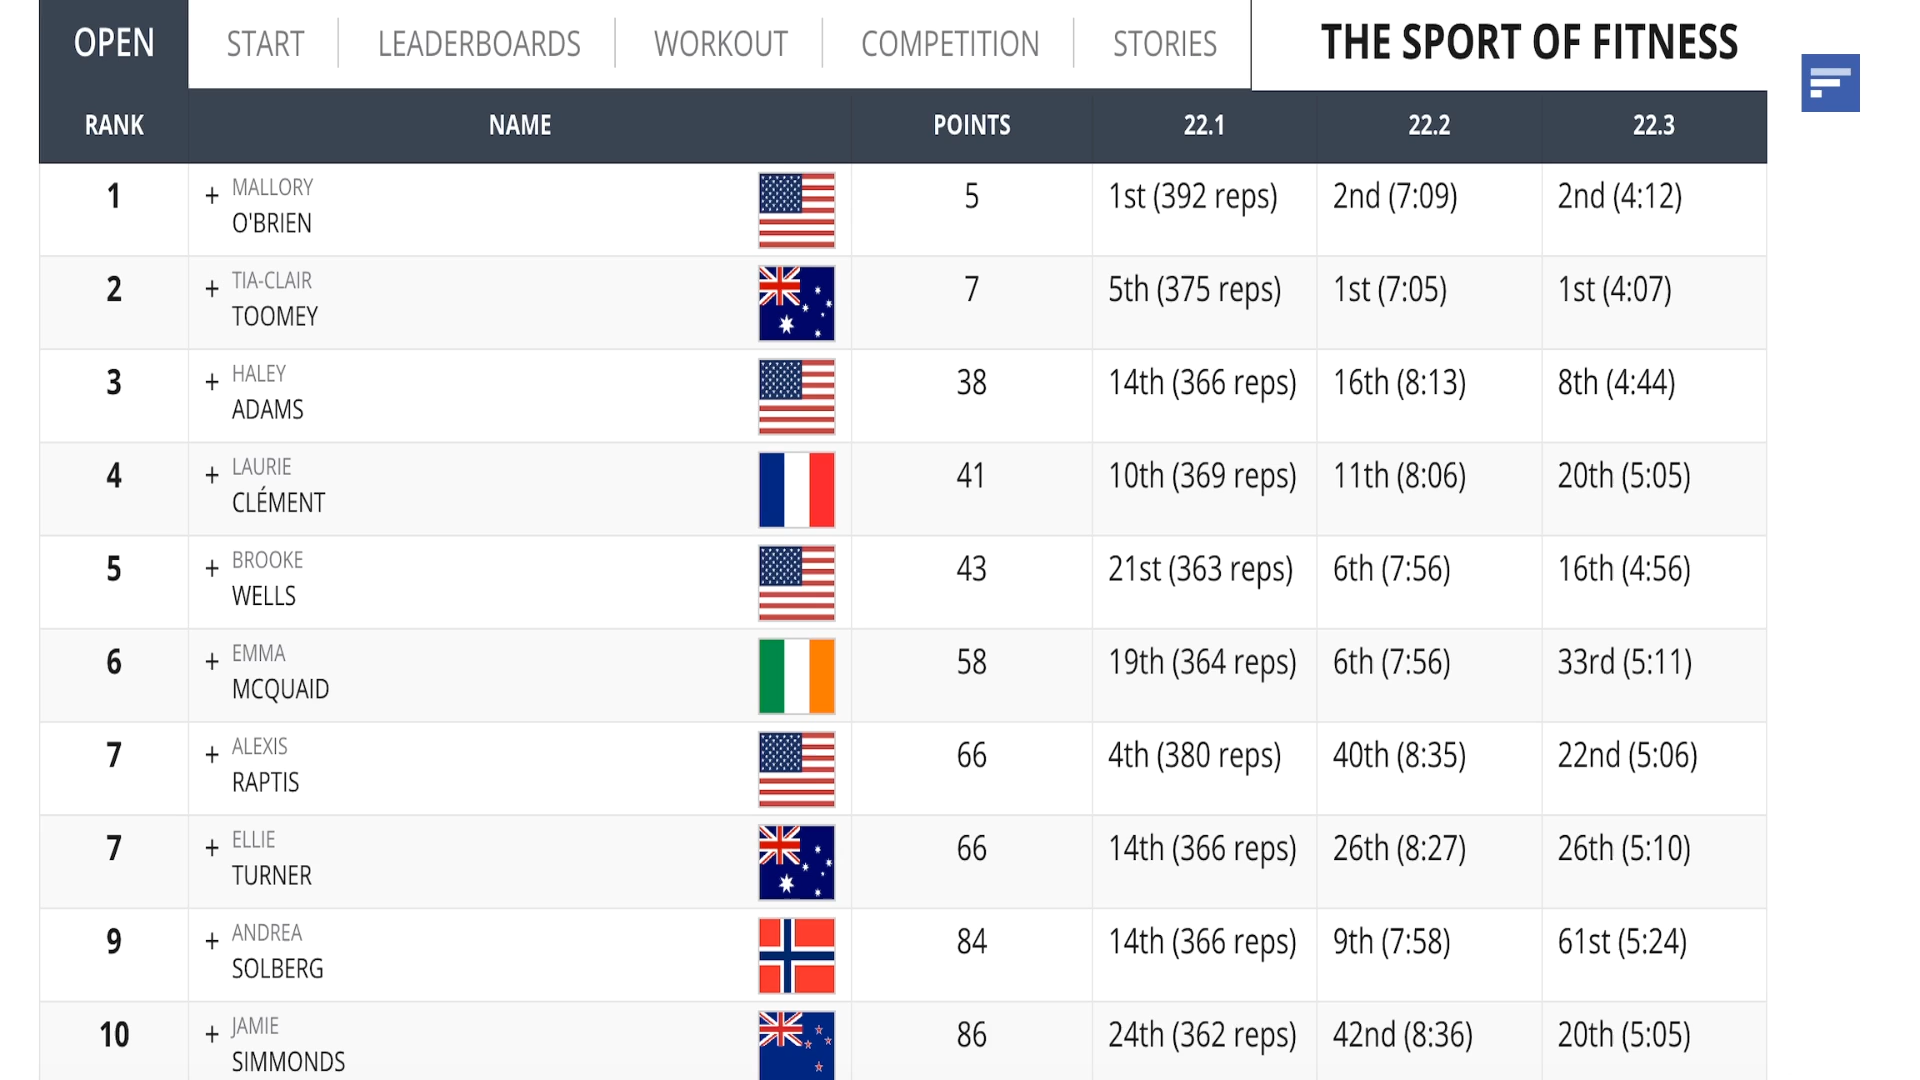 OPEN START LEADERBOARDS WORKOUT COMPETITION STORIES THE SPORT OF FITNESS
RANK NAME POINTS 22.1 22.2 22.3
1 + MALLORY O'BRIEN 5 1st (392 reps) 2nd (7:09) 2nd (4:12)
2 + TIA-CLAIR TOOMEY 7 5th (375 reps) 1st (7:05) 1st (4:07)
3 + HALEY ADAMS 38 14th (366 reps) 16th (8:13) 8th (4:44)
4 + LAURIE CLÉMENT 41 10th (369 reps) 11th (8:06) 20th (5:05)
5 + BROOKE WELLS 43 21st (363 reps) 6th (7:56) 16th (4:56)
6 + EMMA MCQUAID 58 19th (364 reps) 6th (7:56) 33rd (5:11)
7 + ALEXIS RAPTIS 66 4th (380 reps) 40th (8:35) 22nd (5:06)
7 + ELLIE TURNER 66 14th (366 reps) 26th (8:27) 26th (5:10)
9 + ANDREA SOLBERG 84 14th (366 reps) 9th (7:58) 61st (5:24)
10 + JAMIE SIMMONDS 86 24th (362 reps) 42nd (8:36) 20th (5:05)